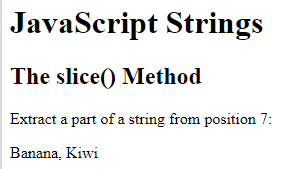 JavaScript Strings
The slice() Method
Extract a part of a string from position 7:
Banana, Kiwi